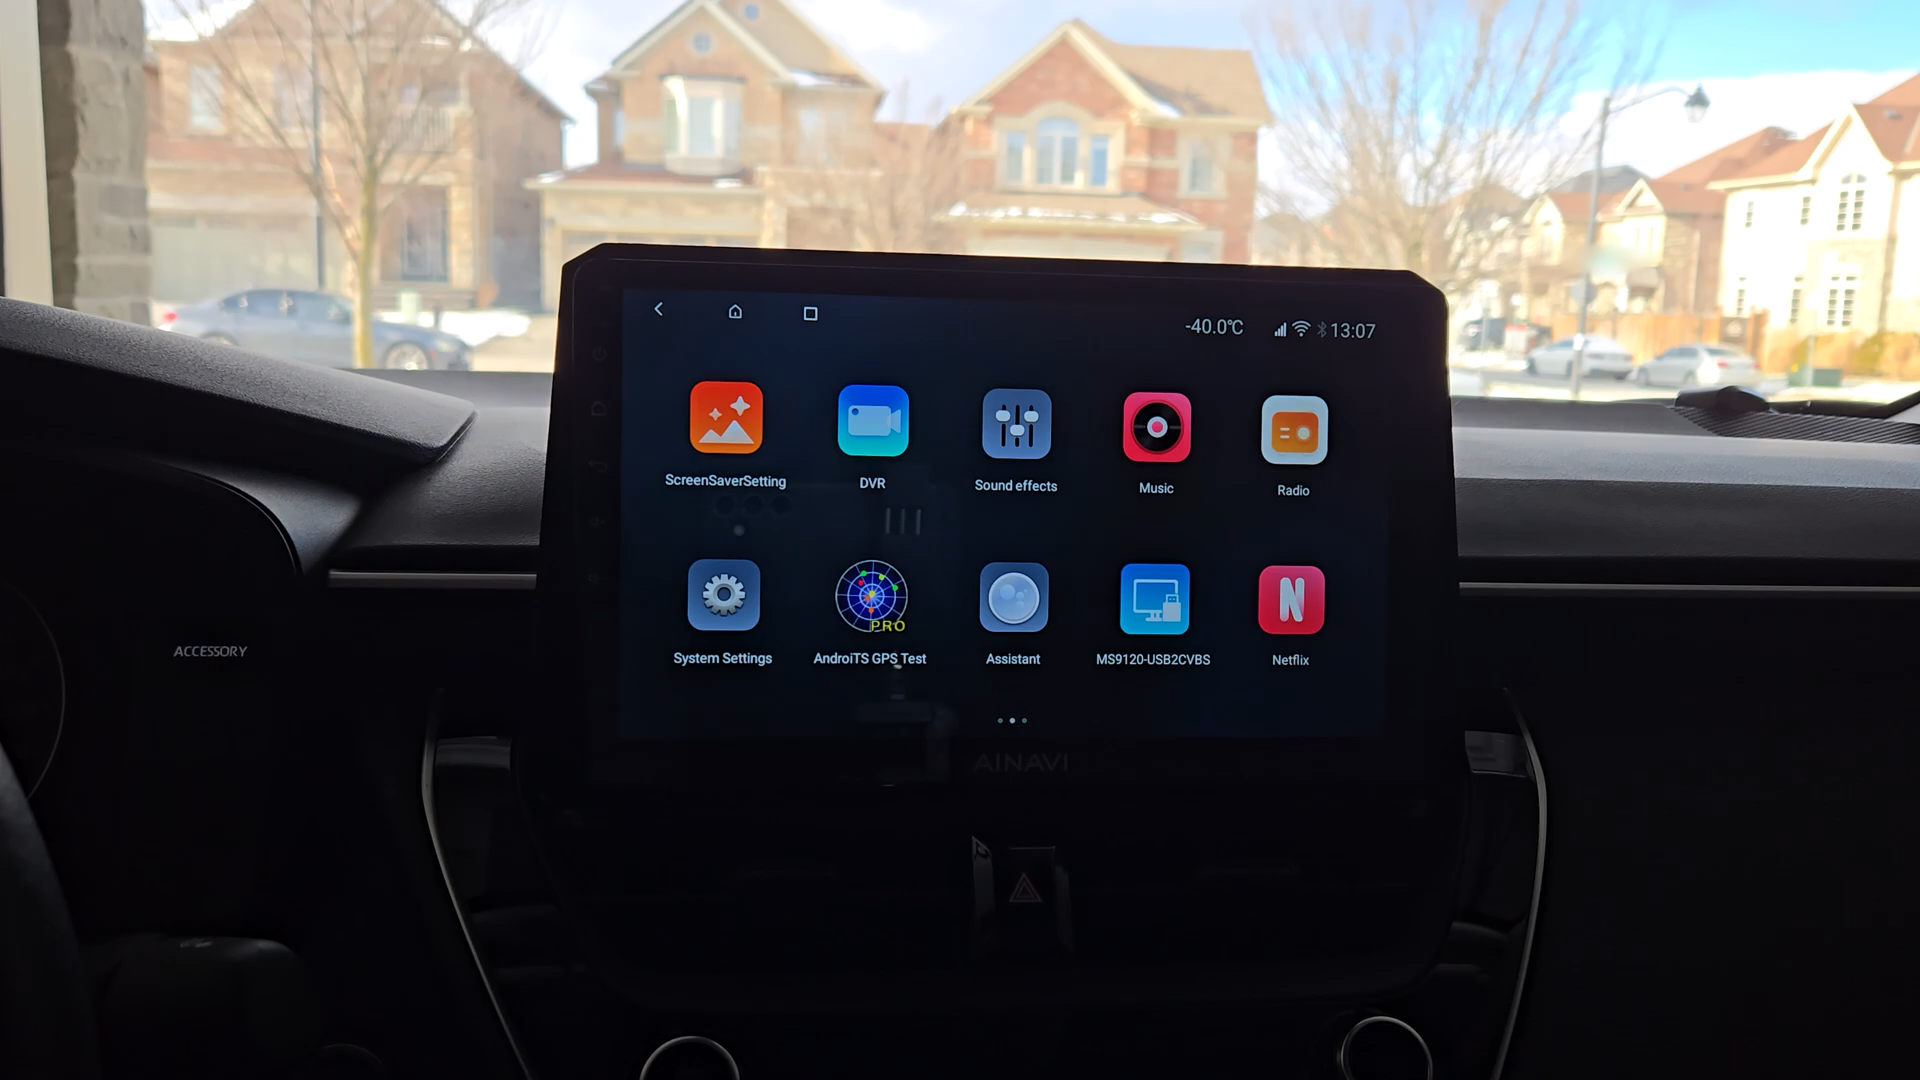 -40.0℃ 13:07
ScreenSaverSetting
DVR
Sound effects
Music
Radio
PRO
System Settings
AndroiTS GPS Test
Assistant
MS9120-USB2CVBS
N
Netflix
ACCESSORY
AINAVI